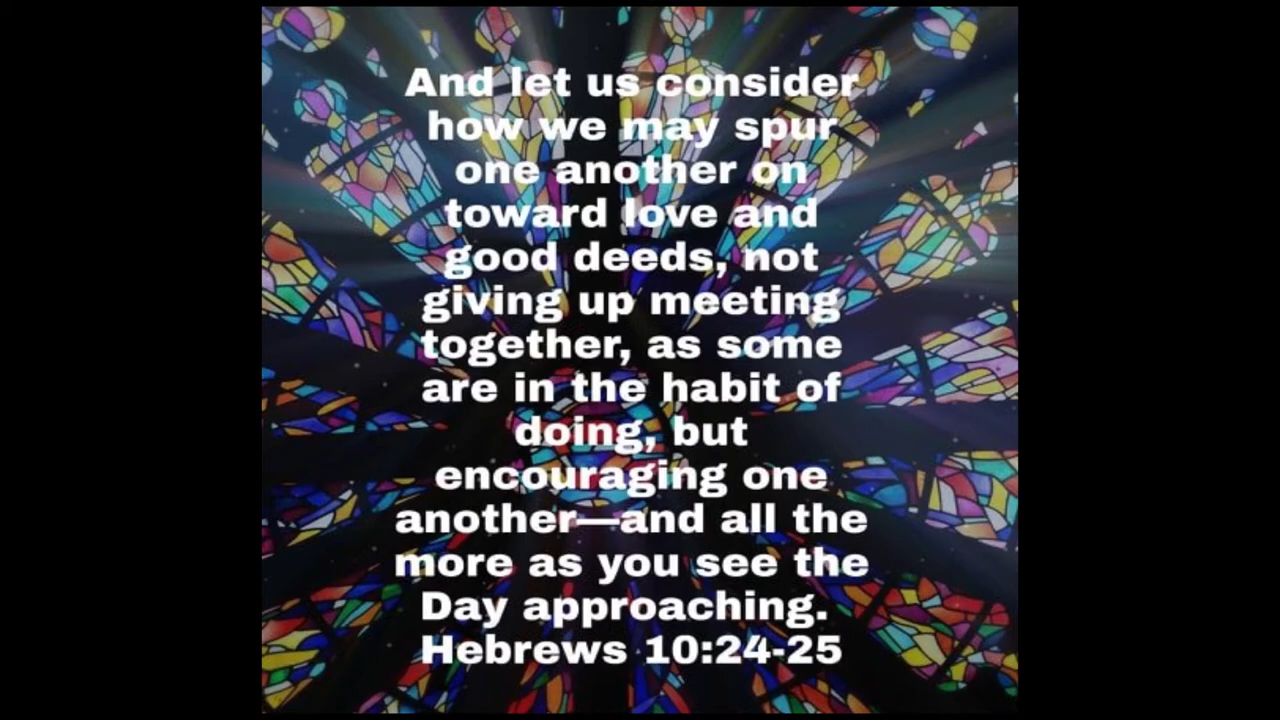 And let us consider
how we may spur
one another on
toward love and
good deeds, not
giving up meeting
together, as some
are in the habit of
doing, but
encouraging one
another—and all the
more as you see the
Day approaching.
Hebrews 10:24-25